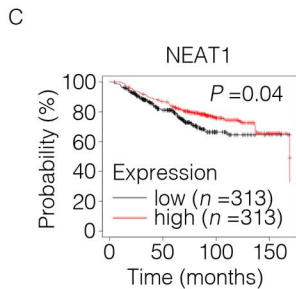 C
NEAT1
100
80
60
40
20
0
P =0.04
Expression
low (n =313)
high (n =313)
Probability (%)
0 50 100 150
Time (months)